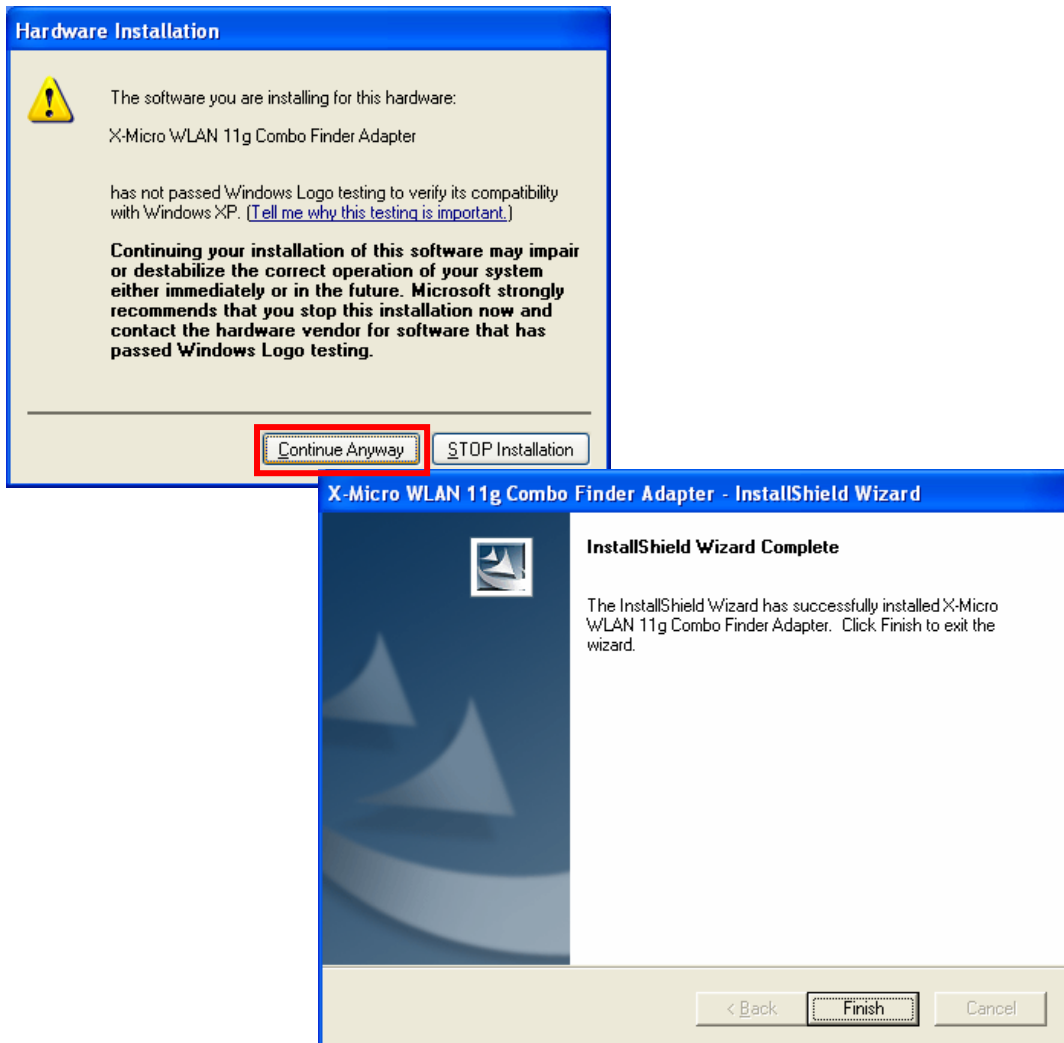 Hardware Installation
The software you are installing for this hardware:
X-Micro WLAN 11g Combo Finder Adapter
has not passed Windows Logo testing to verify its compatibility
with Windows XP. (Tell me why this testing is important.)
Continuing your installation of this software may impair
or destabilize the correct operation of your system
either immediately or in the future. Microsoft strongly
recommends that you stop this installation now and
contact the hardware vendor for software that has
passed Windows Logo testing.
Continue Anyway
STOP Installation
X-Micro WLAN 11g Combo Finder Adapter - InstallShield Wizard
InstallShield Wizard Complete
The InstallShield Wizard has successfully installed X-Micro
WLAN 11g Combo Finder Adapter.  Click Finish to exit the
wizard.
< Back
Finish
Cancel